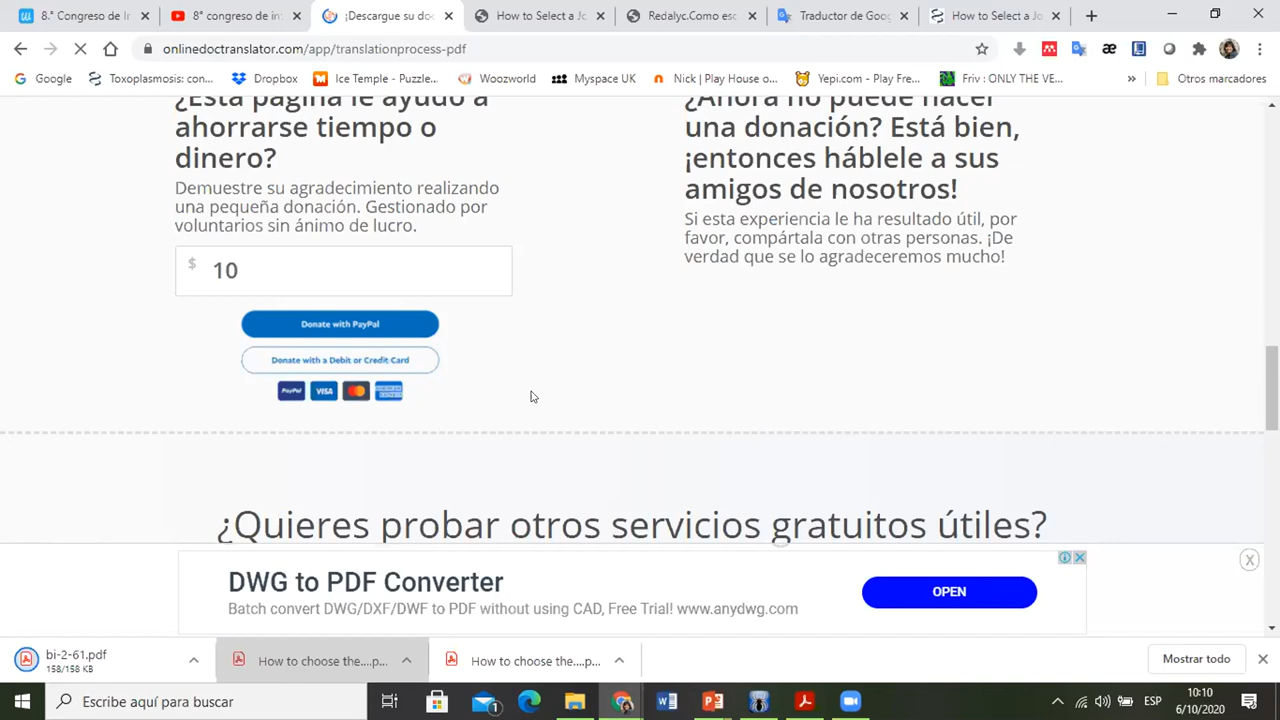 8.° Congreso de In
8° congreso de in
¡Descargue su do
How to Select a Jo
Redalyc.Como esc
Traductor de Goog
How to Select a Jo
onlinedoctranslator.com/app/translationprocess-pdf
Google
Toxoplasmosis: con...
Dropbox
Ice Temple - Puzzle...
Woozworld
Myspace UK
Nick | Play House o...
Yepi.com - Play Fre...
Friv : ONLY THE VE...
»
Otros marcadores
¿Esta página le ayudó a
ahorrarse tiempo o
dinero?
Demuestre su agradecimiento realizando
una pequeña donación. Gestionado por
voluntarios sin ánimo de lucro.
$ 10
Donate with PayPal
Donate with a Debit or Credit Card
PayPal VISA
¿Ahora no puede hacer
una donación? Está bien,
¡entonces háblele a sus
amigos de nosotros!
Si esta experiencia le ha resultado útil, por
favor, compártala con otras personas. ¡De
verdad que se lo agradeceremos mucho!
¿Quieres probar otros servicios gratuitos útiles?
DWG to PDF Converter
Batch convert DWG/DXF/DWF to PDF without using CAD, Free Trial! www.anydwg.com
OPEN
bi-2-61.pdf
158/158 KB
How to choose the....p...
How to choose the....p...
Mostrar todo
Escribe aquí para buscar
1
ESP
10:10
6/10/2020